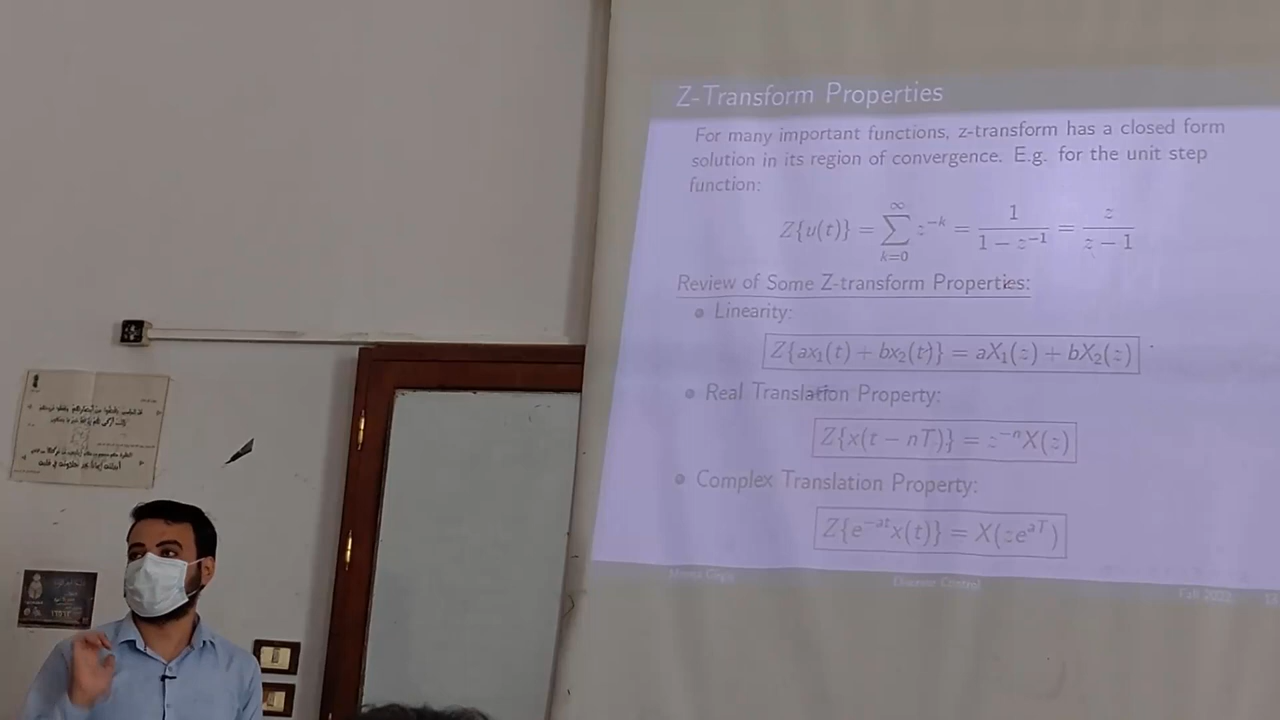 Z-Transform Properties
For many important functions, z-transform has a closed form
solution in its region of convergence. E.g. for the unit step
function:
Z{u(t)} = ∑_{k=0}^{∞} z^{-k} = 1/(1 - z^{-1}) = z/(z - 1)
Review of Some Z-transform Properties:
Linearity:
Z{ax₁(t) + bx₂(t)} = aX₁(z) + bX₂(z)
Real Translation Property:
Z{x(t - nT)} = z^{-n}X(z)
Complex Translation Property:
Z{e^{-at}x(t)} = X(ze^{aT})
Discrete Control
Fall